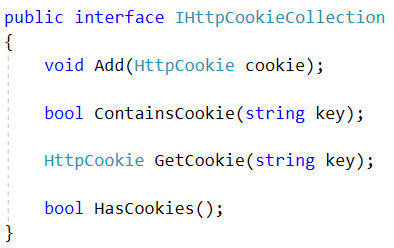 public interface IHttpCookieCollection
{
void Add(HttpCookie cookie);
bool ContainsCookie(string key);
HttpCookie GetCookie(string key);
bool HasCookies();
}